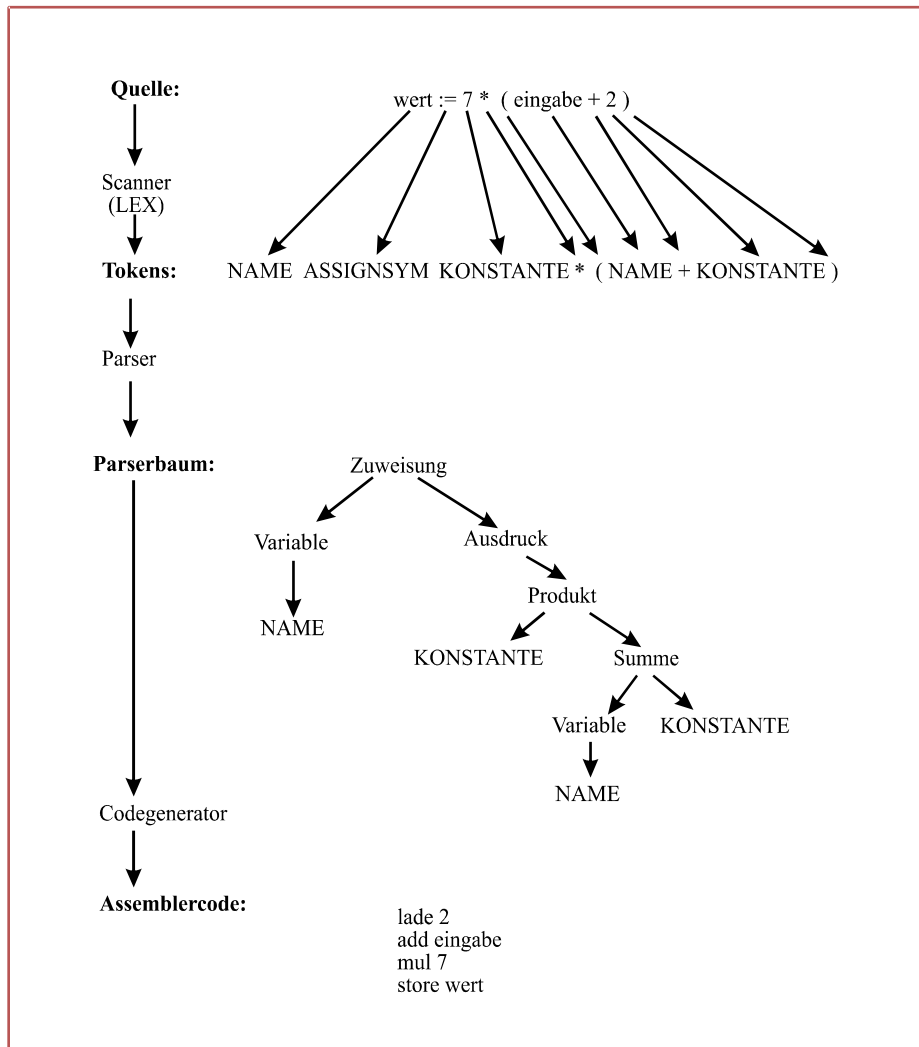 Quelle:
wert := 7 * ( eingabe + 2 )
Scanner
(LEX)
Tokens:
NAME ASSIGNSYM KONSTANTE * ( NAME + KONSTANTE )
Parser
Parserbaum:
Zuweisung
Variable
Ausdruck
Produkt
NAME
KONSTANTE
Summe
Variable
KONSTANTE
NAME
Codegenerator
Assemblercode:
lade 2
add eingabe
mul 7
store wert